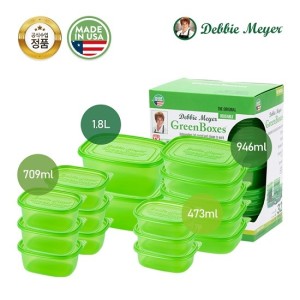 공식수입
정품
MADE IN
USA
Debbie Meyer
1.8L
946ml
709ml
473ml
Debbie Meyer
GreenBoxes